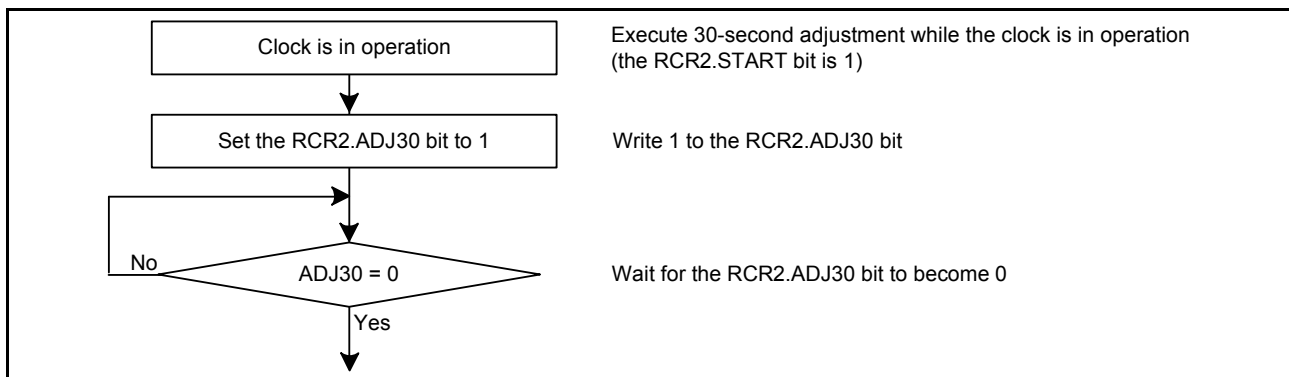 Clock is in operation
Execute 30-second adjustment while the clock is in operation
(the RCR2.START bit is 1)
Set the RCR2.ADJ30 bit to 1
Write 1 to the RCR2.ADJ30 bit
No
ADJ30 = 0
Wait for the RCR2.ADJ30 bit to become 0
Yes